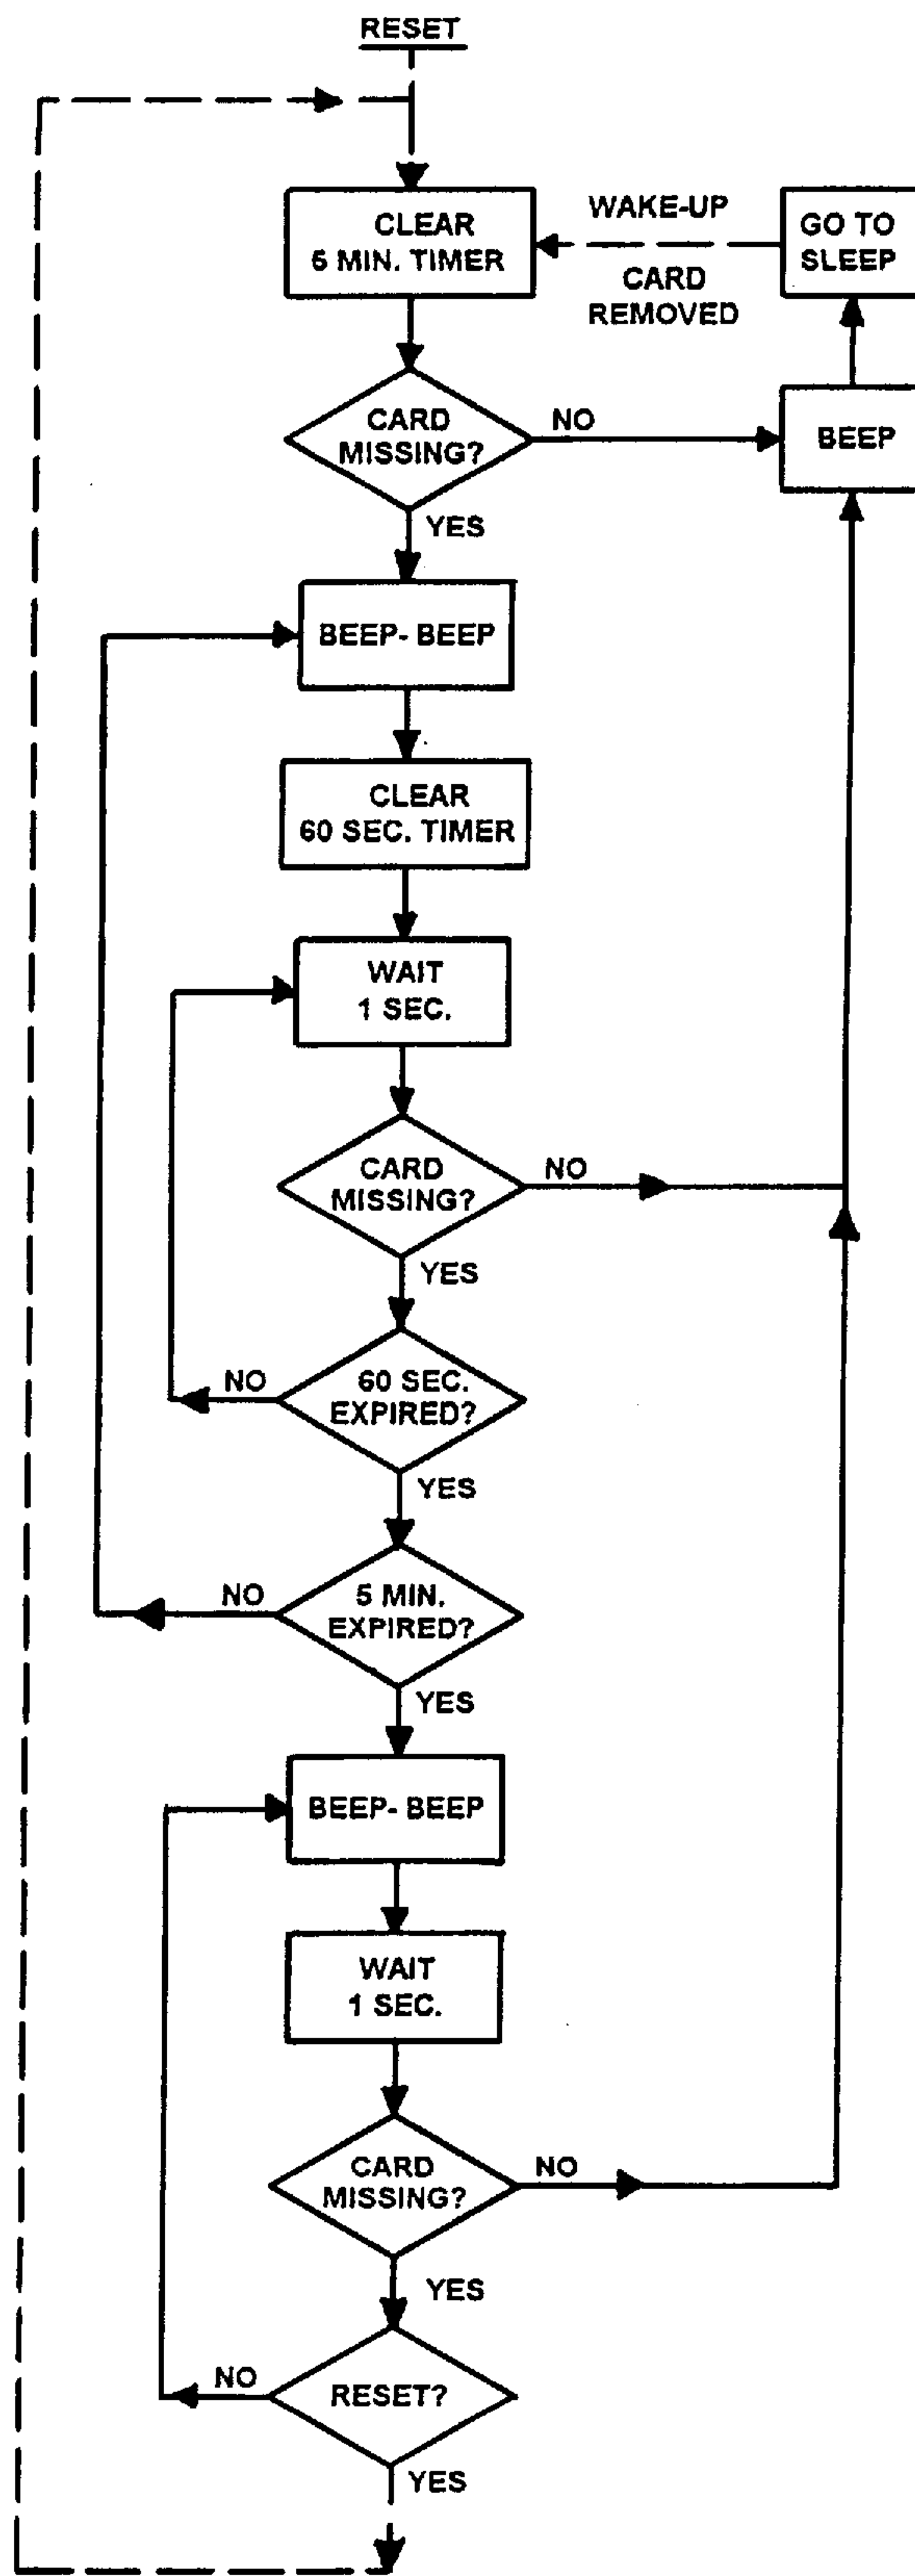 RESET
CLEAR
5 MIN. TIMER
WAKE-UP
CARD
REMOVED
GO TO
SLEEP
CARD
MISSING?
NO
BEEP
YES
BEEP- BEEP
CLEAR
60 SEC. TIMER
WAIT
1 SEC.
CARD
MISSING?
NO
YES
60 SEC.
EXPIRED?
NO
YES
5 MIN.
EXPIRED?
NO
YES
BEEP- BEEP
WAIT
1 SEC.
CARD
MISSING?
NO
YES
RESET?
NO
YES